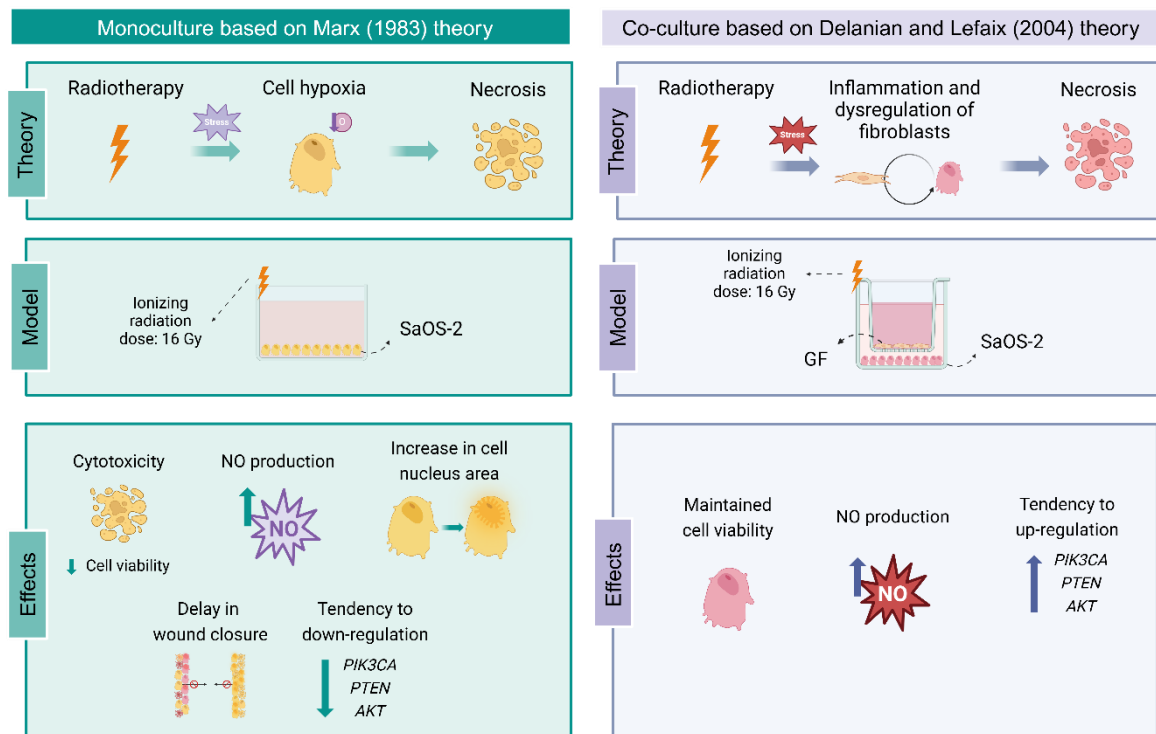 Monoculture based on Marx (1983) theory
Theory
Radiotherapy
Stress
Cell hypoxia
O
Necrosis
Model
Ionizing
radiation
dose: 16 Gy
SaOS-2
Effects
Cytotoxicity
Cell viability
NO production
NO
Increase in cell
nucleus area
Delay in
wound closure
Tendency to
down-regulation
PIK3CA
PTEN
AKT
Co-culture based on Delanian and Lefaix (2004) theory
Theory
Radiotherapy
Stress
Inflammation and
dysregulation of
fibroblasts
Necrosis
Model
Ionizing
radiation
dose: 16 Gy
GF
SaOS-2
Effects
Maintained
cell viability
NO production
NO
Tendency to
up-regulation
PIK3CA
PTEN
AKT